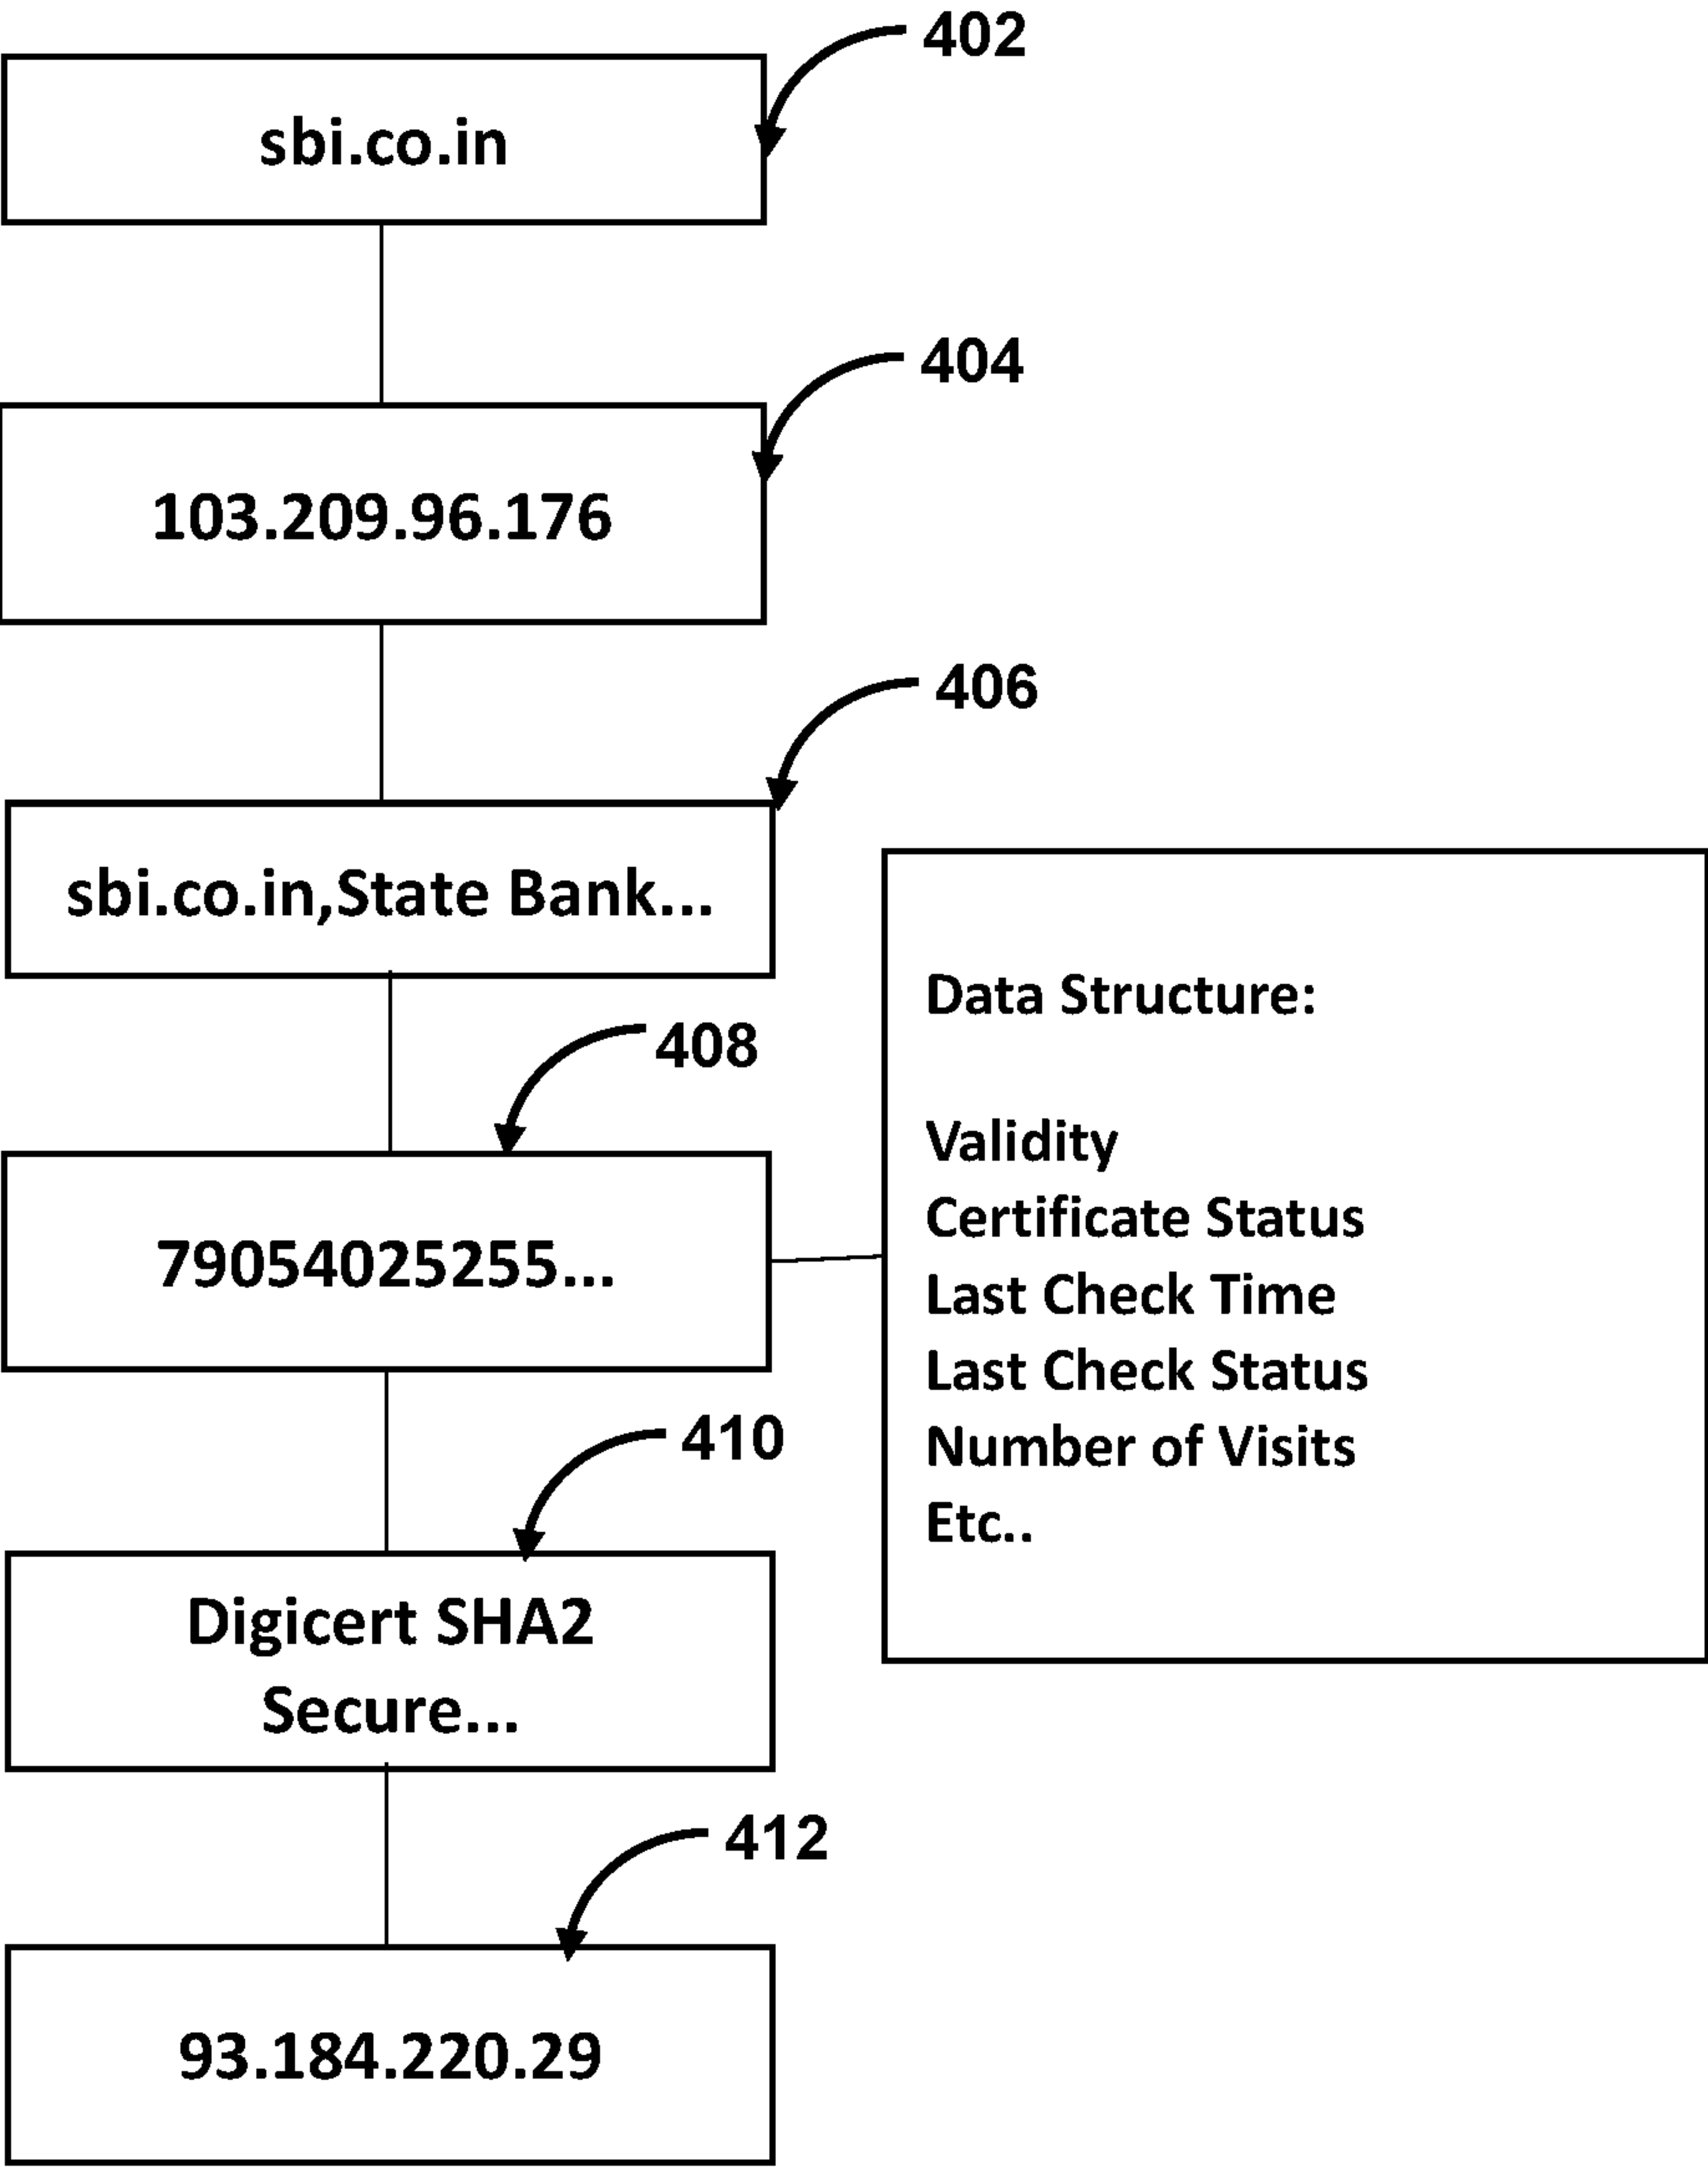 402
sbi.co.in
404
103.209.96.176
406
sbi.co.in,State Bank...
408
79054025255...
Data Structure:
Validity
Certificate Status
Last Check Time
Last Check Status
Number of Visits
Etc..
410
Digicert SHA2
Secure...
412
93.184.220.29